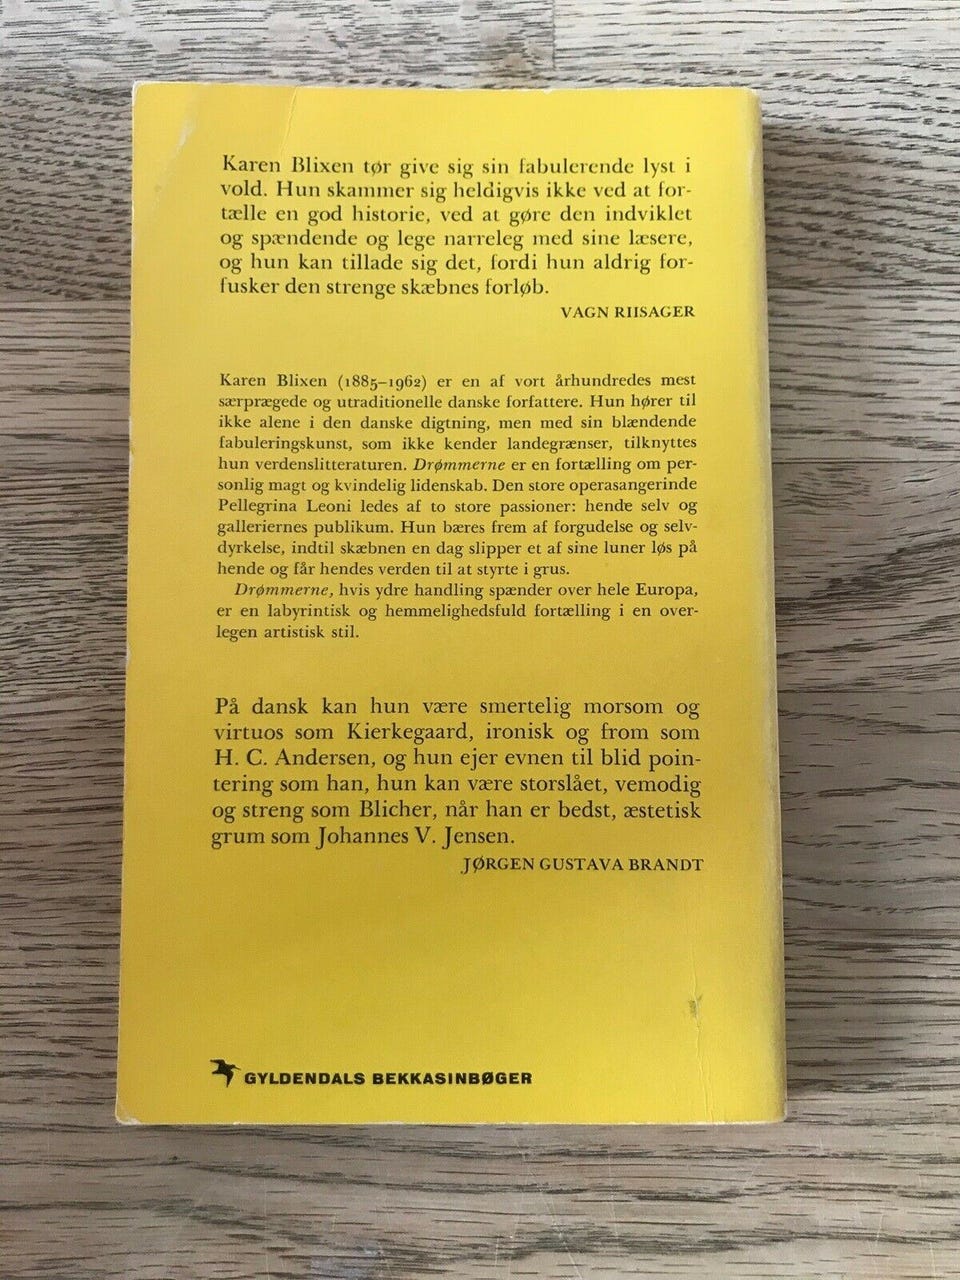 Karen Blixen tør give sig sin fabulerende lyst i
vold. Hun skammer sig heldigvis ikke ved at for-
tælle en god historie, ved at gøre den indviklet
og spændende og lege narreleg med sine læsere,
og hun kan tillade sig det, fordi hun aldrig for-
fusker den strenge skæbnes forløb.
VAGN RIISAGER
Karen Blixen (1885–1962) er en af vort århundredes mest
særprægede og utraditionelle danske forfattere. Hun hører til
ikke alene i den danske digtning, men med sin blændende
fabuleringskunst, som ikke kender landegrænser, tilknyttes
hun verdenslitteraturen. Drømmerne er en fortælling om per-
sonlig magt og kvindelig lidenskab. Den store operasangerinde
Pellegrina Leoni ledes af to store passioner: hende selv og
galleriernes publikum. Hun bæres frem af forgudelse og selv-
dyrkelse, indtil skæbnen en dag slipper et af sine luner løs på
hende og får hendes verden til at styrte i grus.
Drømmerne, hvis ydre handling spænder over hele Europa,
er en labyrintisk og hemmelighedsfuld fortælling i en over-
legen artistisk stil.
På dansk kan hun være smertelig morsom og
virtuos som Kierkegaard, ironisk og from som
H. C. Andersen, og hun ejer evnen til blid poin-
tering som han, hun kan være storslået, vemodig
og streng som Blicher, når han er bedst, æstetisk
grum som Johannes V. Jensen.
JØRGEN GUSTAVA BRANDT
GYLDENDALS BEKKASINBØGER